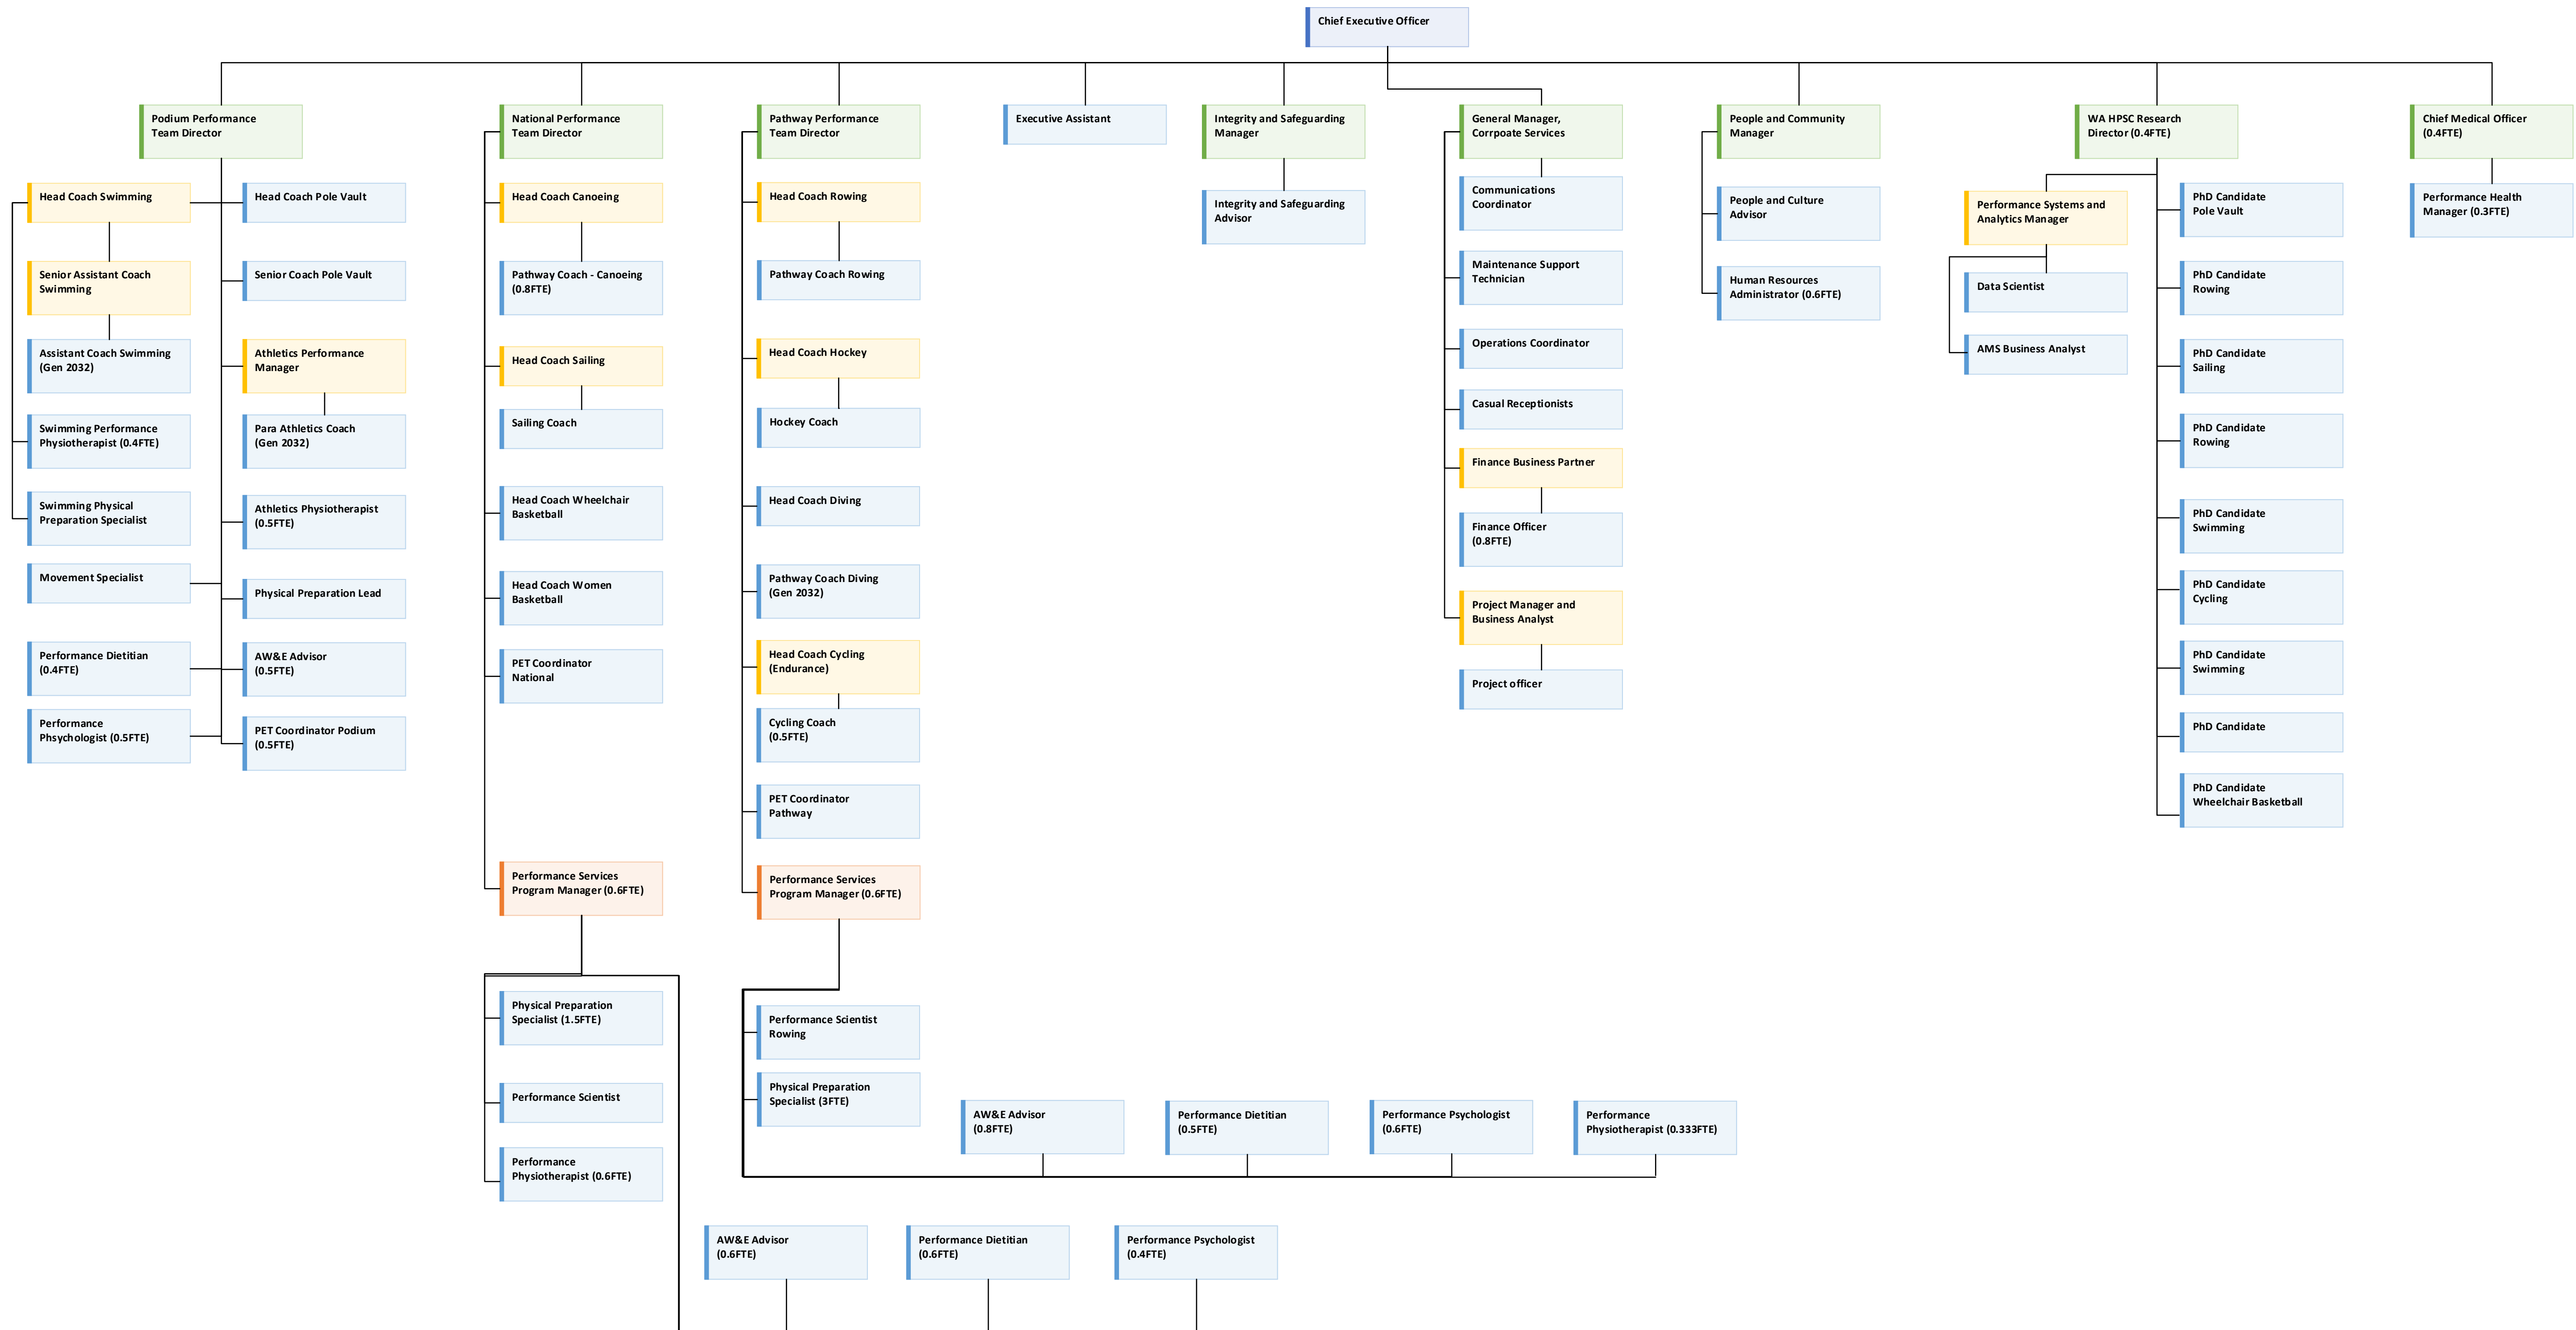 Chief Executive Officer
Podium Performance
Team Director
National Performance
Team Director
Pathway Performance
Team Director
Executive Assistant
Integrity and Safeguarding
Manager
General Manager,
Corrpoate Services
People and Community
Manager
WA HPSC Research
Director (0.4FTE)
Chief Medical Officer
(0.4FTE)
Head Coach Swimming
Senior Assistant Coach
Swimming
Assistant Coach Swimming
(Gen 2032)
Swimming Performance
Physiotherapist (0.4FTE)
Swimming Physical
Preparation Specialist
Movement Specialist
Performance Dietitian
(0.4FTE)
Performance
Phsychologist (0.5FTE)
Head Coach Pole Vault
Senior Coach Pole Vault
Athletics Performance
Manager
Para Athletics Coach
(Gen 2032)
Athletics Physiotherapist
(0.5FTE)
Physical Preparation Lead
AW&E Advisor
(0.5FTE)
PET Coordinator Podium
(0.5FTE)
Head Coach Canoeing
Pathway Coach - Canoeing
(0.8FTE)
Head Coach Sailing
Sailing Coach
Head Coach Wheelchair
Basketball
Head Coach Women
Basketball
PET Coordinator
National
Performance Services
Program Manager (0.6FTE)
Physical Preparation
Specialist (1.5FTE)
Performance Scientist
Performance
Physiotherapist (0.6FTE)
Head Coach Rowing
Pathway Coach Rowing
Head Coach Hockey
Hockey Coach
Head Coach Diving
Pathway Coach Diving
(Gen 2032)
Head Coach Cycling
(Endurance)
Cycling Coach
(0.5FTE)
PET Coordinator
Pathway
Performance Services
Program Manager (0.6FTE)
Performance Scientist
Rowing
Physical Preparation
Specialist (3FTE)
AW&E Advisor
(0.8FTE)
Performance Dietitian
(0.5FTE)
Performance Psychologist
(0.6FTE)
Performance
Physiotherapist (0.333FTE)
AW&E Advisor
(0.6FTE)
Performance Dietitian
(0.6FTE)
Performance Psychologist
(0.4FTE)
Integrity and Safeguarding
Advisor
Communications
Coordinator
Maintenance Support
Technician
Operations Coordinator
Casual Receptionists
Finance Business Partner
Finance Officer
(0.8FTE)
Project Manager and
Business Analyst
Project officer
People and Culture
Advisor
Human Resources
Administrator (0.6FTE)
Performance Systems and
Analytics Manager
Data Scientist
AMS Business Analyst
PhD Candidate
Pole Vault
PhD Candidate
Rowing
PhD Candidate
Sailing
PhD Candidate
Rowing
PhD Candidate
Swimming
PhD Candidate
Cycling
PhD Candidate
Swimming
PhD Candidate
PhD Candidate
Wheelchair Basketball
Performance Health
Manager (0.3FTE)